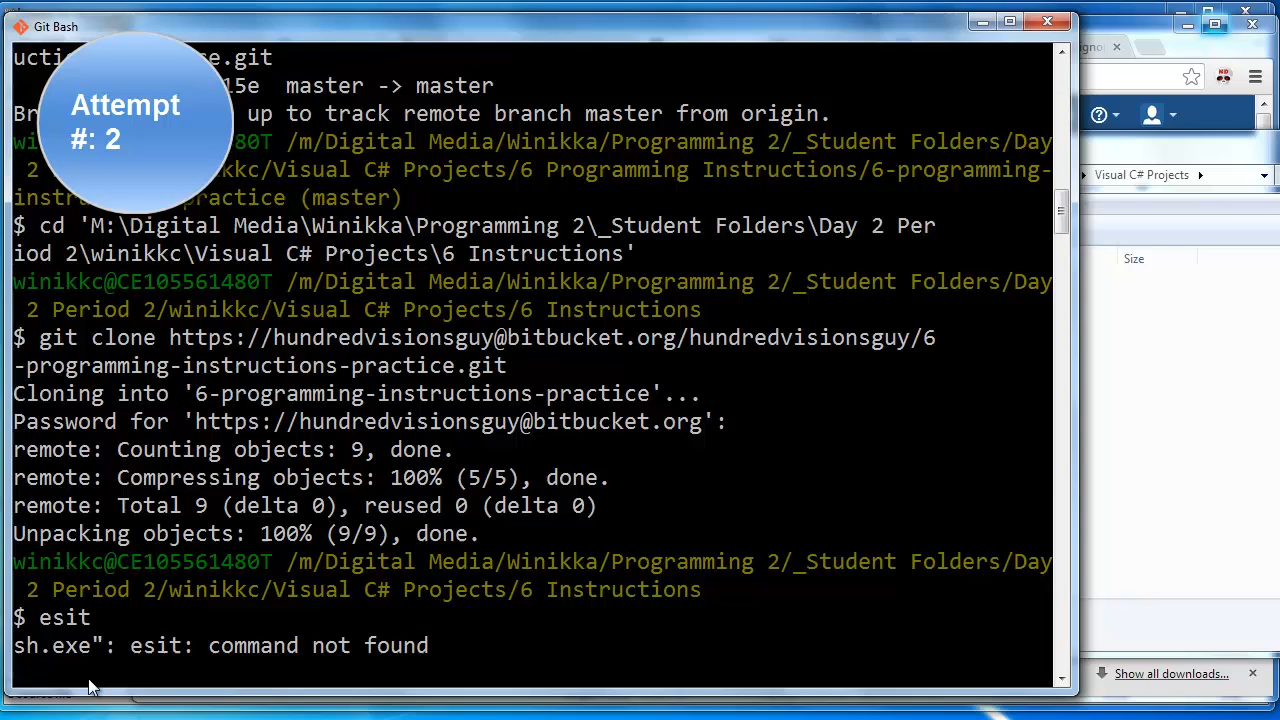 Git Bash
ucti
e.git
15e  master -> master
Attempt
#: 2
Br
up to track remote branch master from origin.
/m/Digital Media/Winikka/Programming 2/_Student Folders/Day
2
nikkc/Visual C# Projects/6 Programming Instructions/6-programming-
practice (master)
$ cd 'M:\Digital Media\Winikka\Programming 2\_Student Folders\Day 2 Per
iod 2\winikkc\Visual C# Projects\6 Instructions'
winikkc@CE105561480T /m/Digital Media/Winikka/Programming 2/_Student Folders/Day
2 Period 2/winikkc/Visual C# Projects/6 Instructions
$ git clone https://hundredvisionsguy@bitbucket.org/hundredvisionsguy/6
-programming-instructions-practice.git
Cloning into '6-programming-instructions-practice'...
Password for 'https://hundredvisionsguy@bitbucket.org':
remote: Counting objects: 9, done.
remote: Compressing objects: 100% (5/5), done.
remote: Total 9 (delta 0), reused 0 (delta 0)
Unpacking objects: 100% (9/9), done.
winikkc@CE105561480T /m/Digital Media/Winikka/Programming 2/_Student Folders/Day
2 Period 2/winikkc/Visual C# Projects/6 Instructions
$ esit
sh.exe": esit: command not found
Visual C# Projects
Size
Show all downloads...